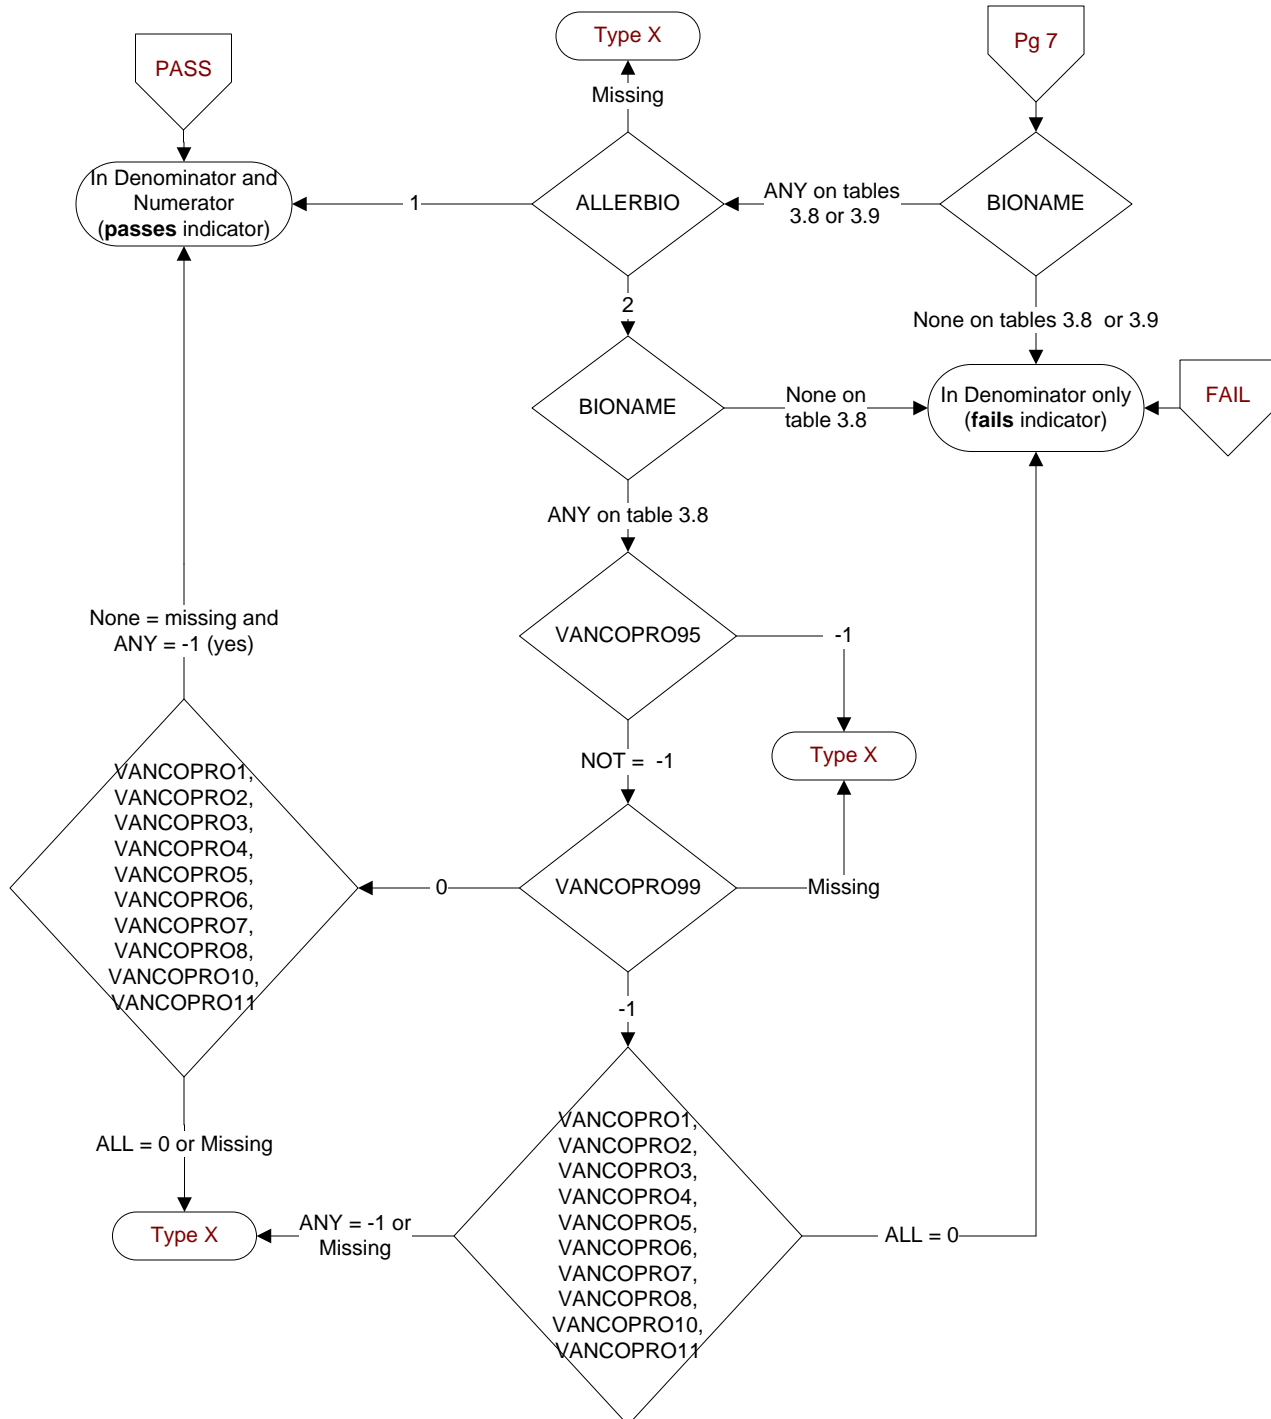 Type X
Pg 7
PASS
Missing
In Denominator and
Numerator
(passes indicator)
1
ALLERBIO
ANY on tables
3.8 or 3.9
BIONAME
2
None on tables 3.8  or 3.9
BIONAME
None on
table 3.8
In Denominator only
(fails indicator)
FAIL
ANY on table 3.8
None = missing and
ANY = -1 (yes)
VANCOPRO95
-1
NOT =  -1
Type X
VANCOPRO1,
VANCOPRO2,
VANCOPRO3,
VANCOPRO4,
VANCOPRO5,
VANCOPRO6,
VANCOPRO7,
VANCOPRO8,
VANCOPRO10,
VANCOPRO11
0
VANCOPRO99
Missing
-1
ALL = 0 or Missing
Type X
ANY = -1 or
Missing
VANCOPRO1,
VANCOPRO2,
VANCOPRO3,
VANCOPRO4,
VANCOPRO5,
VANCOPRO6,
VANCOPRO7,
VANCOPRO8,
VANCOPRO10,
VANCOPRO11
ALL = 0